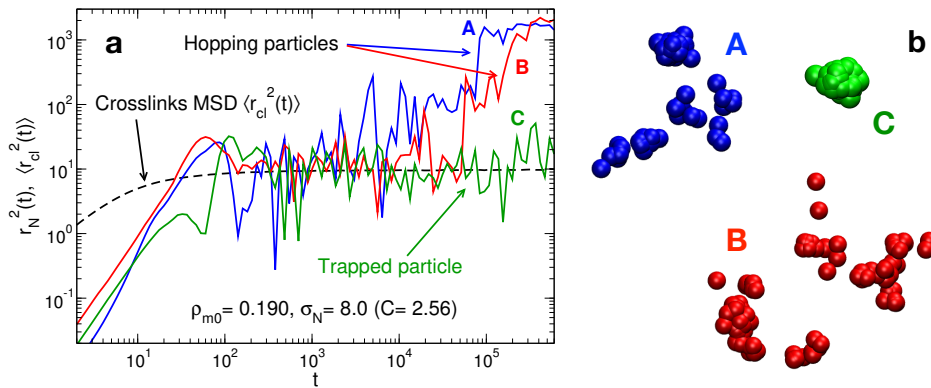 a
A
Hopping particles
B
Crosslinks MSD ⟨r_cl^2(t)⟩
C
Trapped particle
ρ_m0= 0.190, σ_N= 8.0 (C= 2.56)
r_N^2(t), ⟨r_cl^2(t)⟩
10^3
10^2
10^1
10^0
10^-1
10^1 10^2 10^3 10^4 10^5
t
b
A
C
B